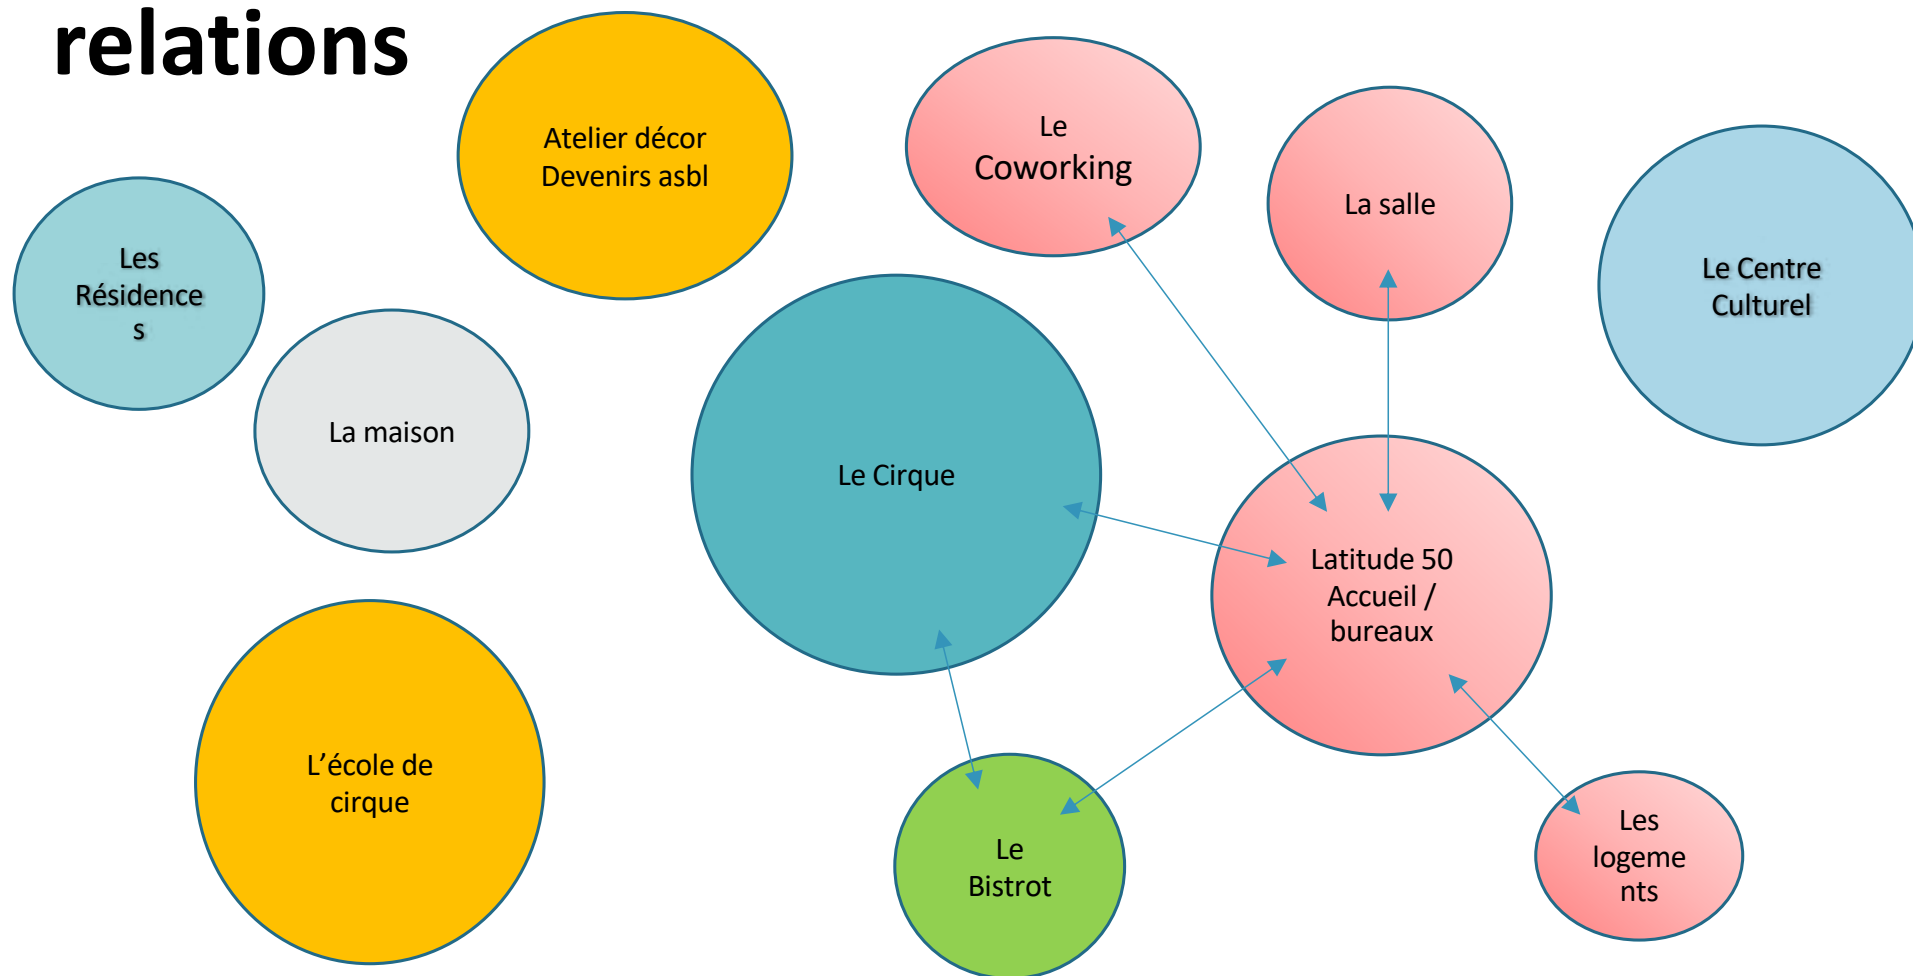 relations
Atelier décor
Devenirs asbl
Le
Coworking
La salle
Le Centre
Culturel
Les
Résidence
s
La maison
Le Cirque
Latitude 50
Accueil /
bureaux
L’école de
cirque
Le
Bistrot
Les
logeme
nts